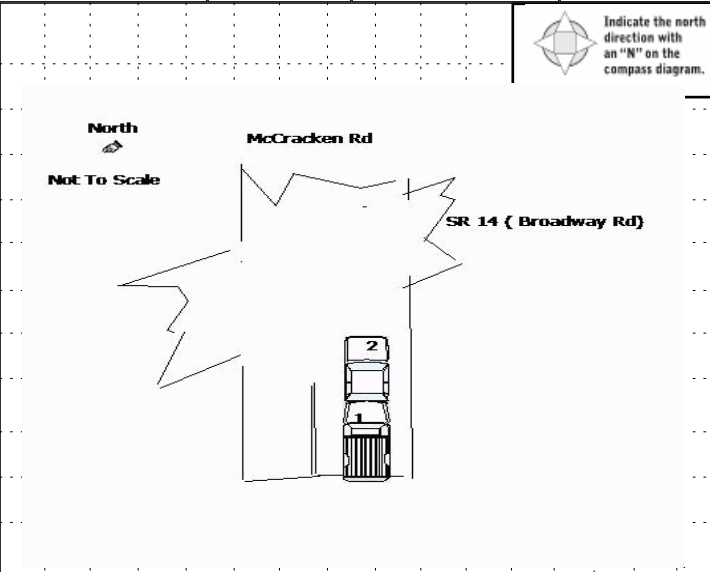 Indicate the north
direction with
an “N” on the
compass diagram.
North
McCracken Rd
Not To Scale
SR 14 { Broadway Rd}
2
1